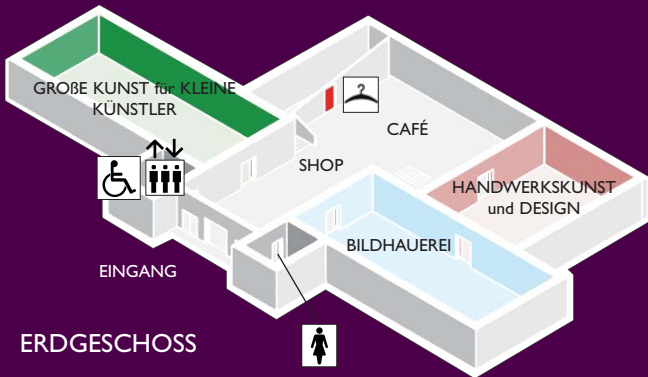 GROßE KUNST für KLEINE
KÜNSTLER
?
CAFÉ
SHOP
HANDWERKSKUNST
und DESIGN
BILDHAUEREI
EINGANG
ERDGESCHOSS